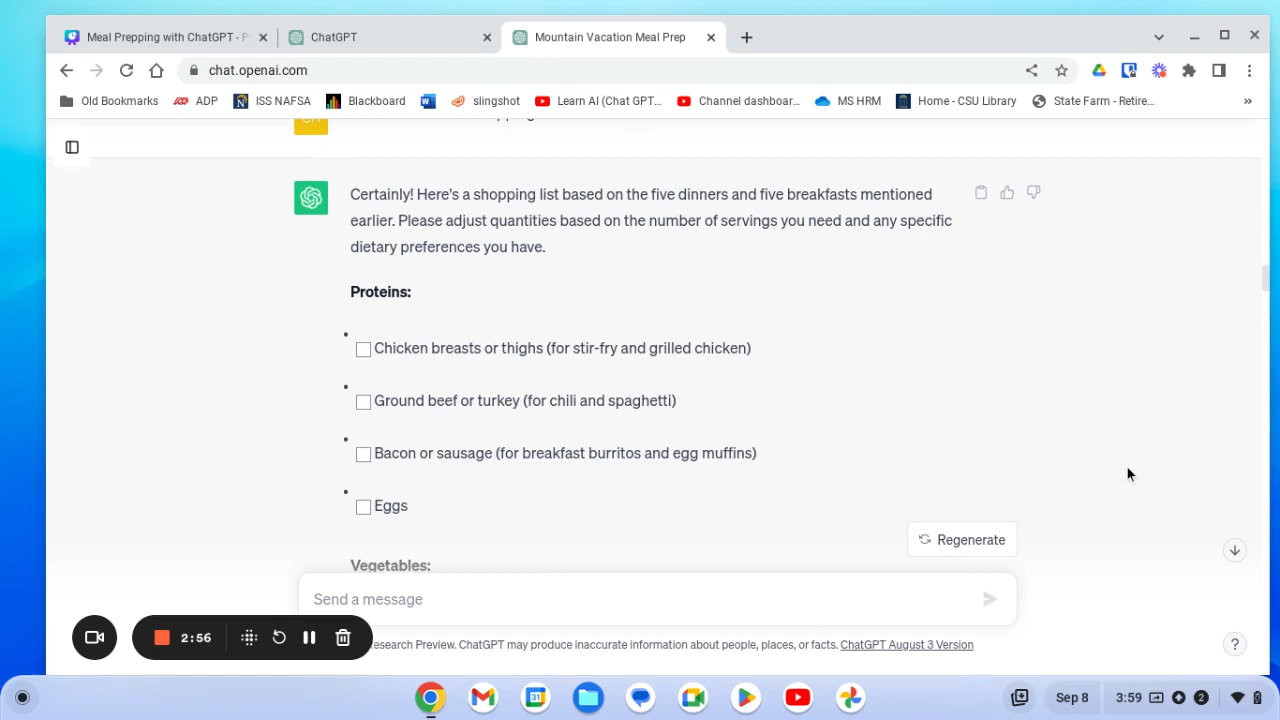 Meal Prepping with ChatGPT - P
ChatGPT
Mountain Vacation Meal Prep
chat.openai.com
Old Bookmarks
ADP
ISS NAFSA
Blackboard
slingshot
Learn AI (Chat GPT...
Channel dashboar...
MS HRM
Home - CSU Library
State Farm - Retire...
»
Certainly! Here's a shopping list based on the five dinners and five breakfasts mentioned
earlier. Please adjust quantities based on the number of servings you need and any specific
dietary preferences you have.
Proteins:
Chicken breasts or thighs (for stir-fry and grilled chicken)
Ground beef or turkey (for chili and spaghetti)
Bacon or sausage (for breakfast burritos and egg muffins)
Eggs
Regenerate
Vegetables:
Send a message
2:56
Research Preview. ChatGPT may produce inaccurate information about people, places, or facts. ChatGPT August 3 Version
?
Sep 8
3:59
2